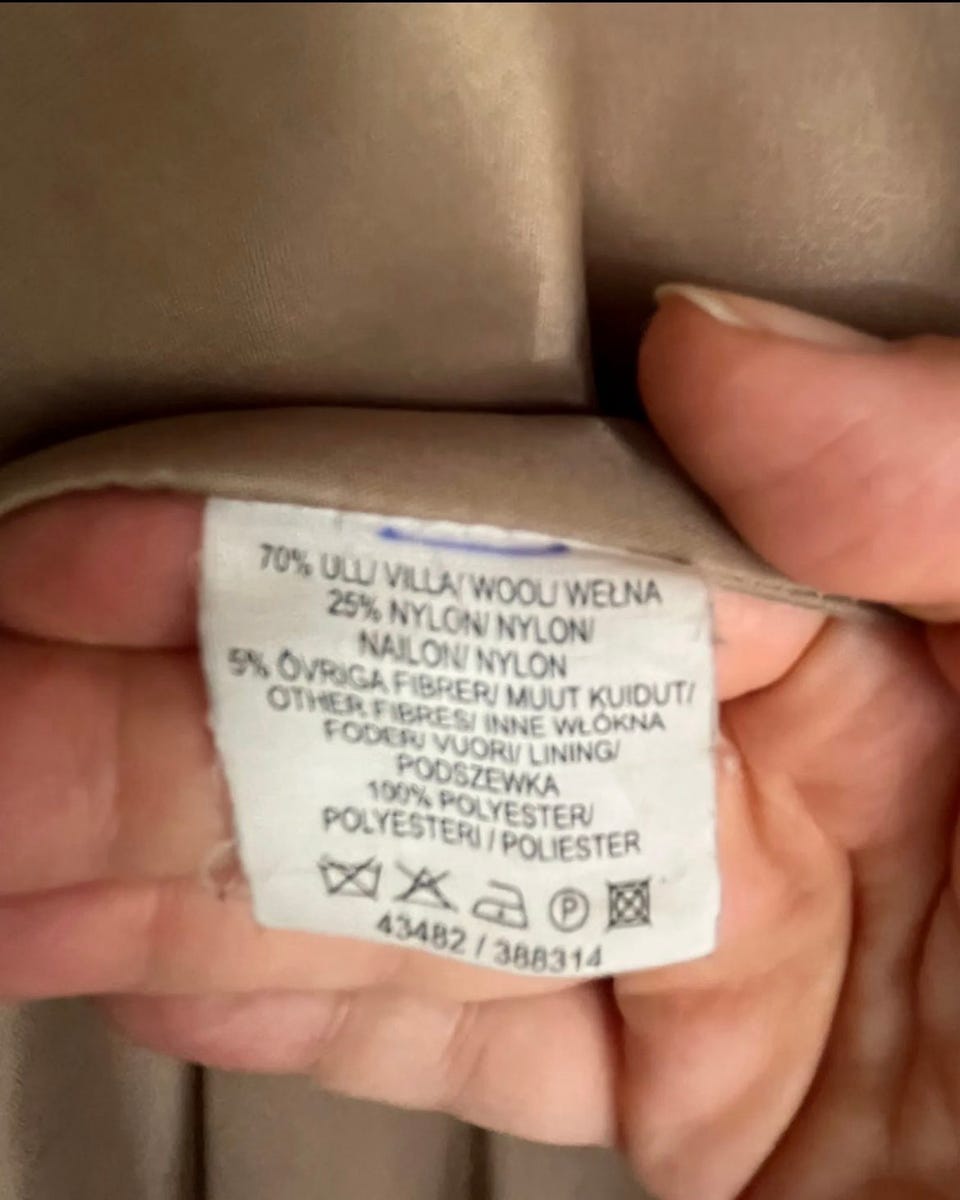 70% ULL/ VILLA/ WOOL/ WEŁNA
25% NYLON/ NYLON/
NAILON/ NYLON
5% ÖVRIGA FIBRER/ MUUT KUIDUT/
OTHER FIBRES/ INNE WŁÓKNA
FODER/ VUORI/ LINING/
PODSZEWKA
100% POLYESTER/
POLYESTERI / POLIESTER
P
43482 / 388314